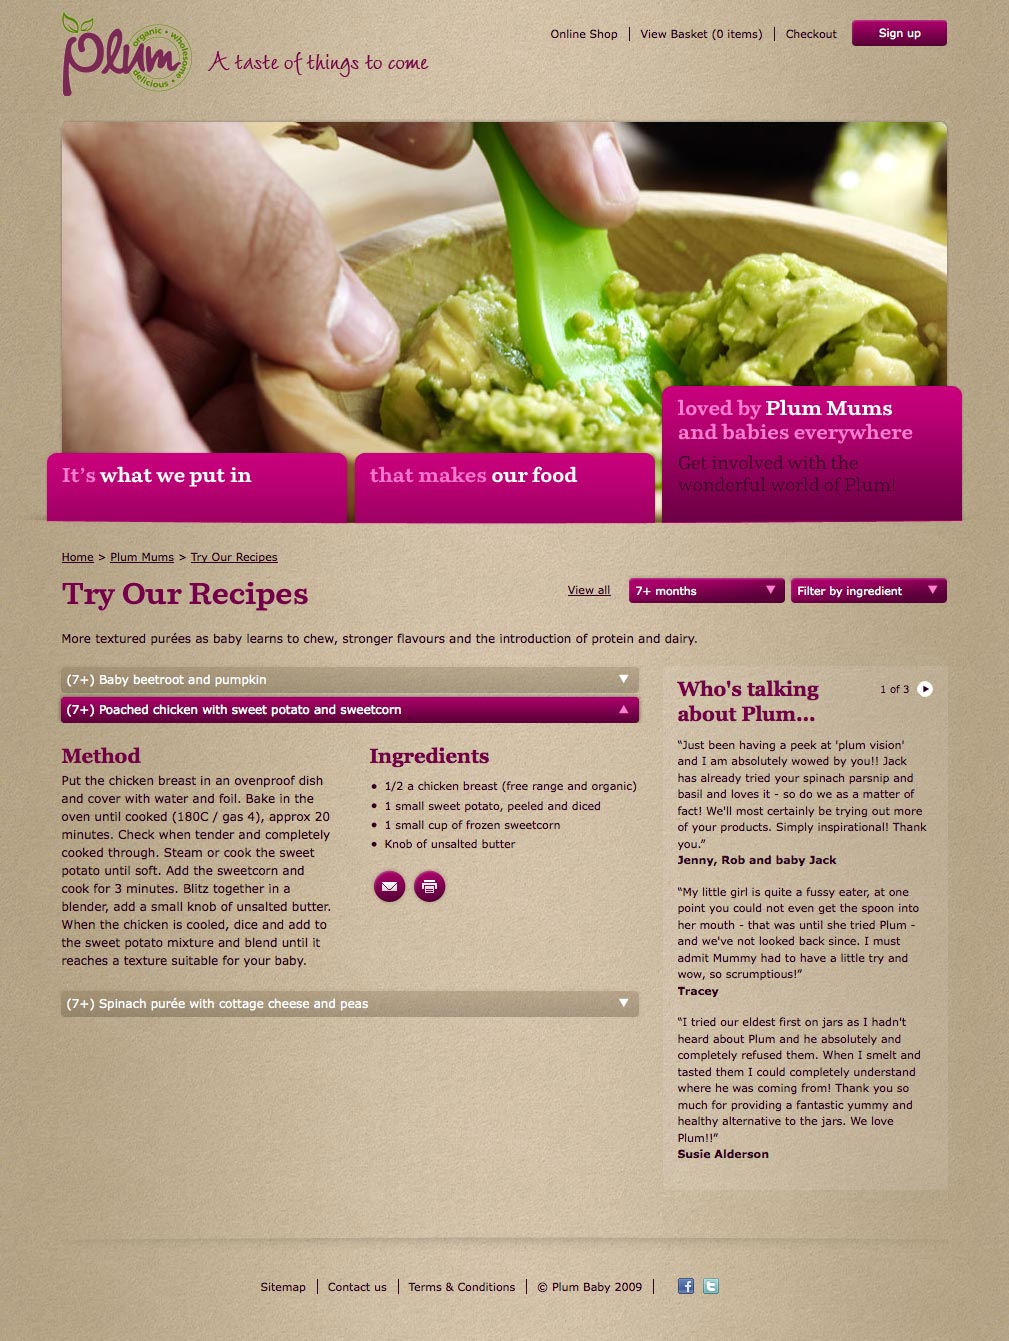 Plum
organic • wholesome • delicious
A taste of things to come
Online Shop
View Basket (0 items)
Checkout
Sign up
It's what we put in
that makes our food
loved by Plum Mums
and babies everywhere
Get involved with the
wonderful world of Plum!
Home > Plum Mums > Try Our Recipes
Try Our Recipes
View all
7+ months
Filter by ingredient
More textured purées as baby learns to chew, stronger flavours and the introduction of protein and dairy.
(7+) Baby beetroot and pumpkin
(7+) Poached chicken with sweet potato and sweetcorn
Method
Put the chicken breast in an ovenproof dish
and cover with water and foil. Bake in the
oven until cooked (180C / gas 4), approx 20
minutes. Check when tender and completely
cooked through. Steam or cook the sweet
potato until soft. Add the sweetcorn and
cook for 3 minutes. Blitz together in a
blender, add a small knob of unsalted butter.
When the chicken is cooled, dice and add to
the sweet potato mixture and blend until it
reaches a texture suitable for your baby.
Ingredients
• 1/2 a chicken breast (free range and organic)
• 1 small sweet potato, peeled and diced
• 1 small cup of frozen sweetcorn
• Knob of unsalted butter
(7+) Spinach purée with cottage cheese and peas
Who's talking
about Plum...
1 of 3
“Just been having a peek at 'plum vision'
and I am absolutely wowed by you!! Jack
has already tried your spinach parsnip and
basil and loves it - so do we as a matter of
fact! We'll most certainly be trying out more
of your products. Simply inspirational! Thank
you.”
Jenny, Rob and baby Jack
“My little girl is quite a fussy eater, at one
point you could not even get the spoon into
her mouth - that was until she tried Plum -
and we've not looked back since. I must
admit Mummy had to have a little try and
wow, so scrumptious!”
Tracey
“I tried our eldest first on jars as I hadn't
heard about Plum and he absolutely and
completely refused them. When I smelt and
tasted them I could completely understand
where he was coming from! Thank you so
much for providing a fantastic yummy and
healthy alternative to the jars. We love
Plum!!”
Susie Alderson
Sitemap
Contact us
Terms & Conditions
© Plum Baby 2009